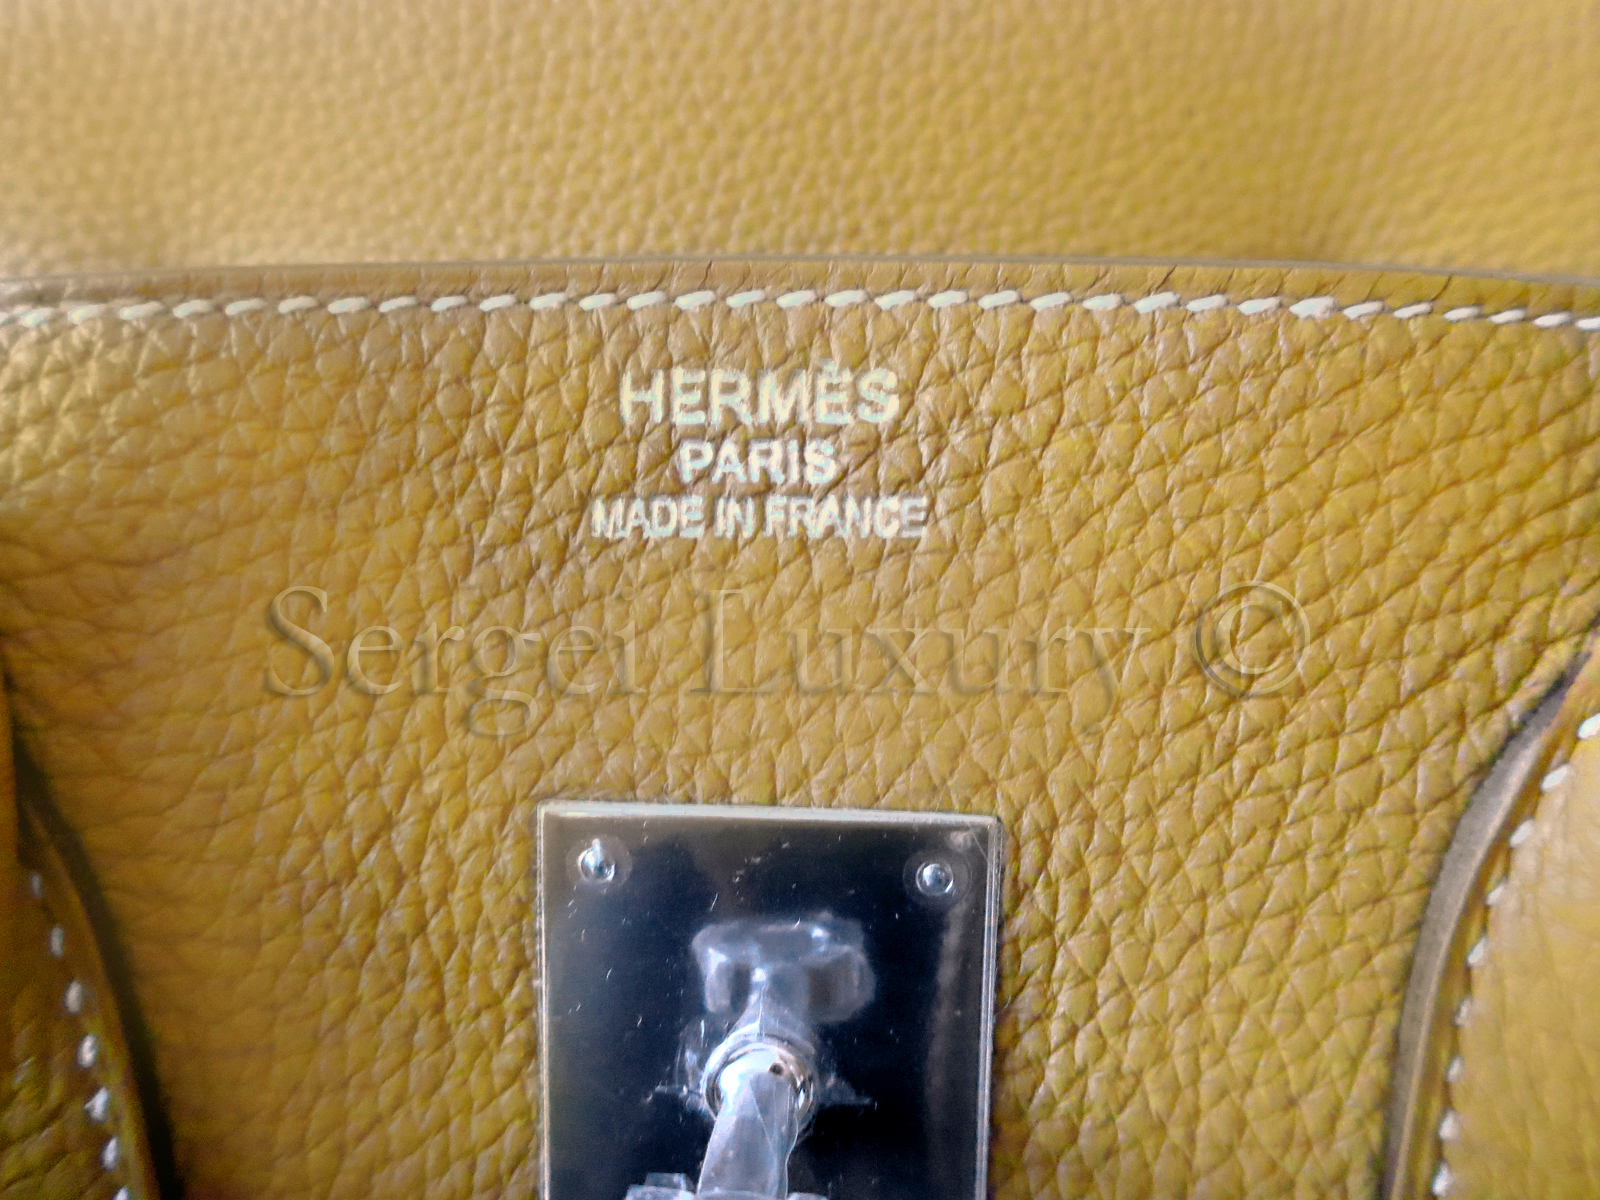 HERMÈS
PARIS
MADE IN FRANCE
Sergei Luxury ©